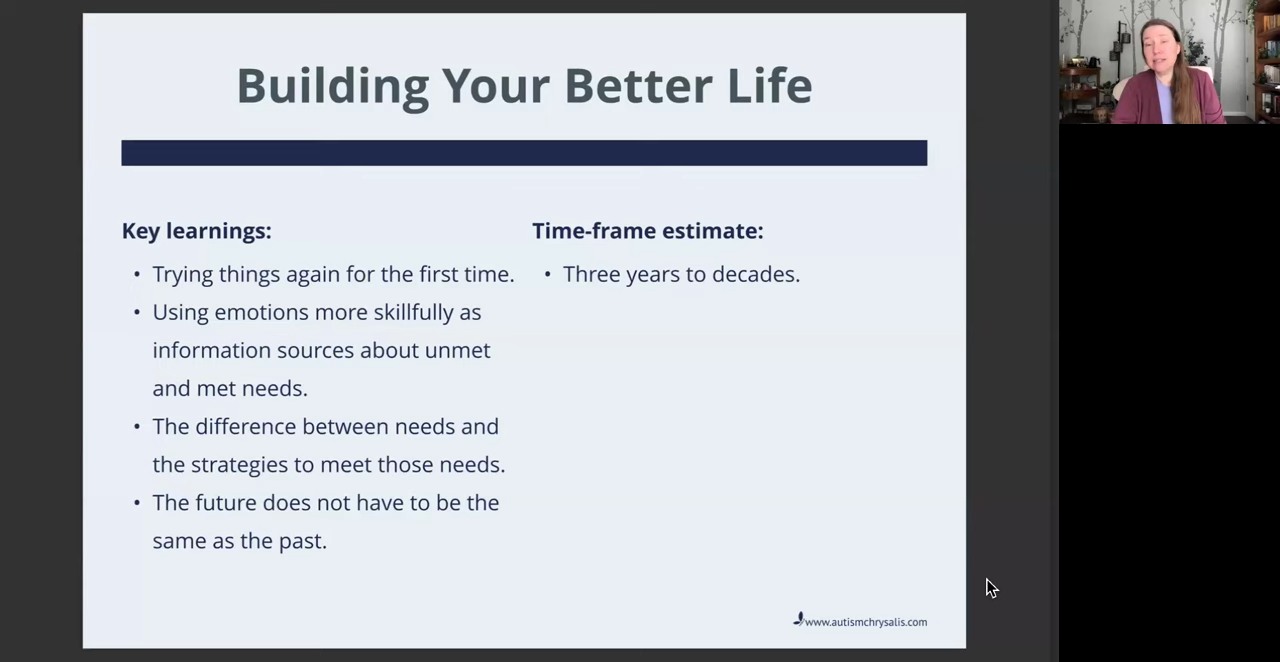 Building Your Better Life
Key learnings:
• Trying things again for the first time.
• Using emotions more skillfully as
information sources about unmet
and met needs.
• The difference between needs and
the strategies to meet those needs.
• The future does not have to be the
same as the past.
Time-frame estimate:
• Three years to decades.
www.autismchrysalis.com